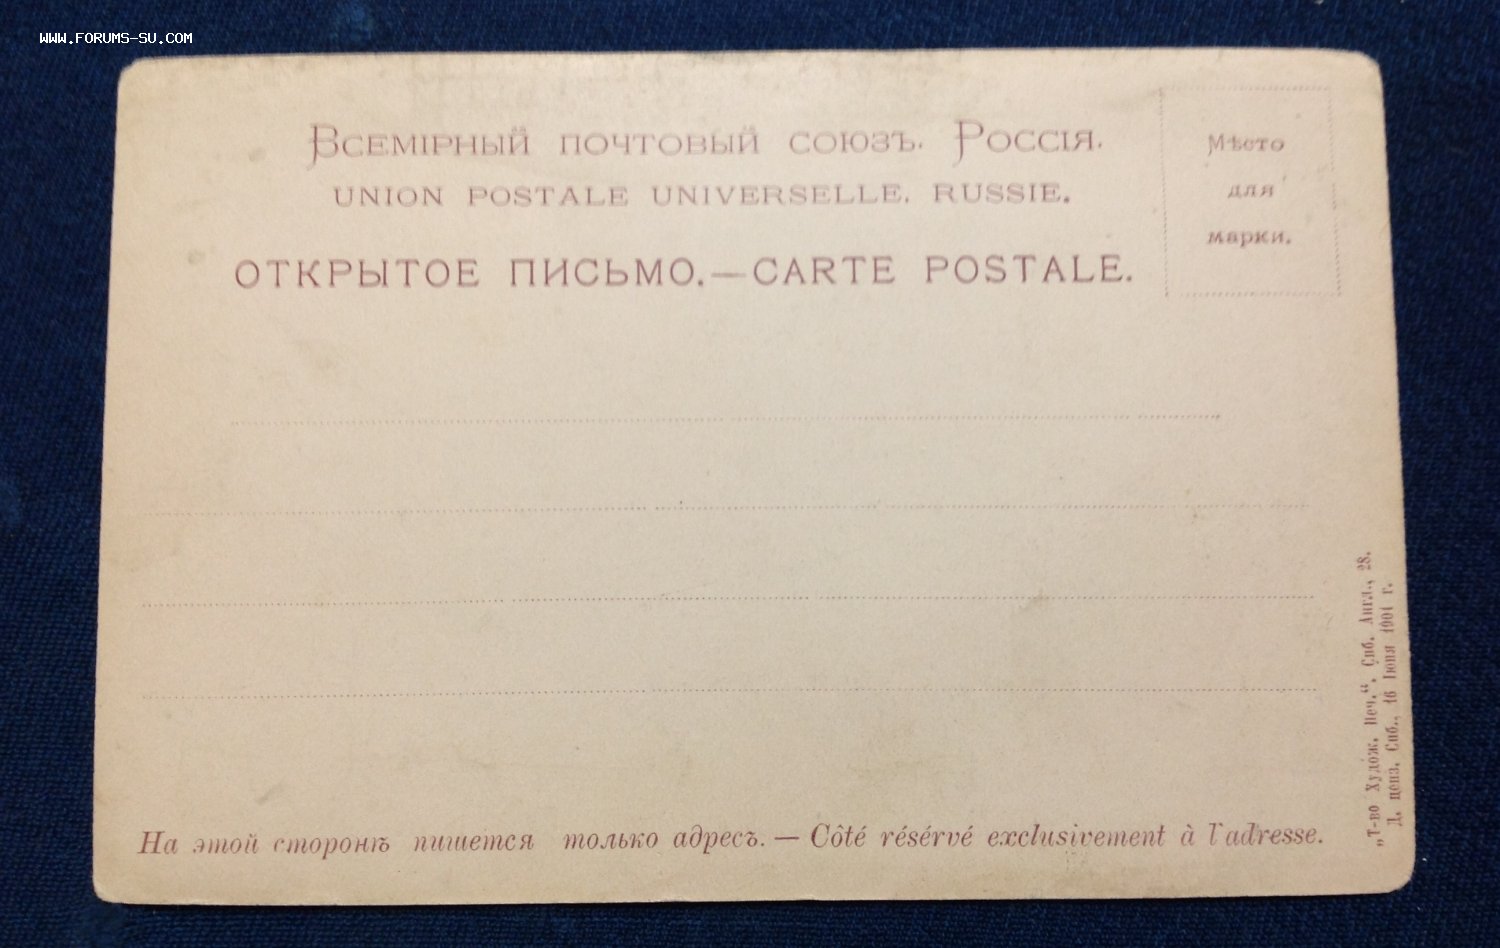 WWW.FORUMS-SU.COM
Всемірный почтовый союзъ. Россія.
UNION POSTALE UNIVERSELLE. RUSSIE.
ОТКРЫТОЕ ПИСЬМО.—CARTE POSTALE.
Мѣсто
для
марки.
На этой сторонѣ пишется только адресъ. — Côté résérvé exclusivement à l'adresse.
„Т-во Худож. Печ.“. Спб. Англ., 28.
Д. ценз. Спб., 16 Іюня 1901 г.